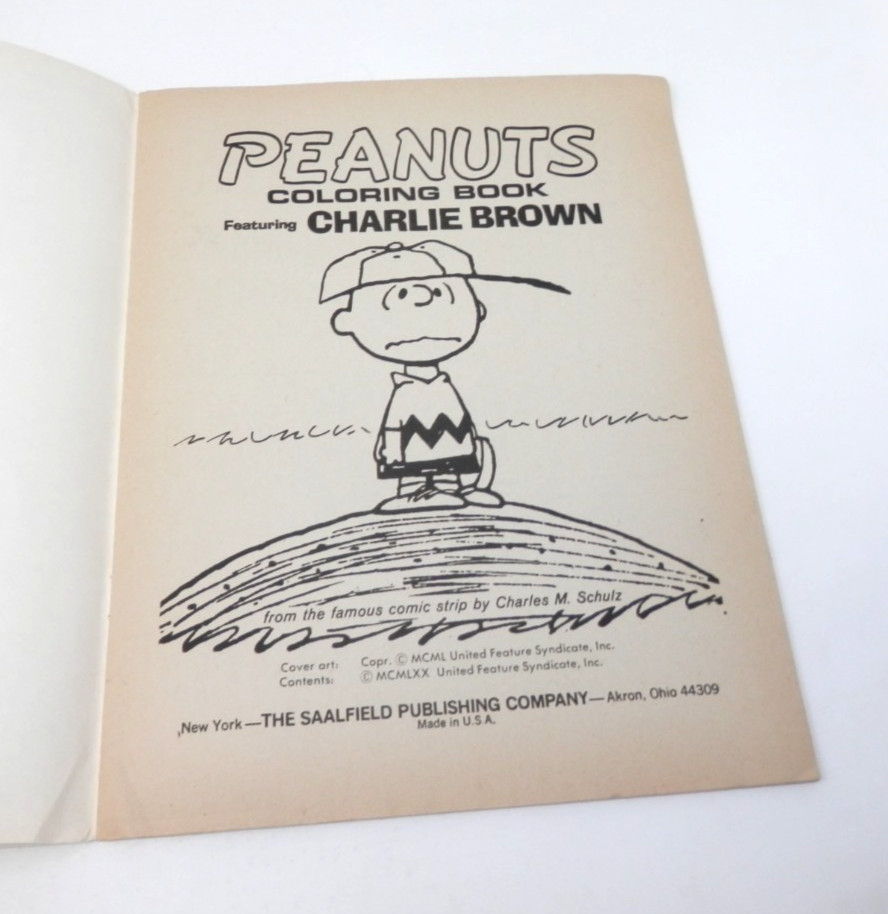 PEANUTS
COLORING BOOK
Featuring CHARLIE BROWN
from the famous comic strip by Charles M. Schulz
Cover art: Copr. © MCML United Feature Syndicate, Inc.
Contents: © MCMLXX United Feature Syndicate, Inc.
New York—THE SAALFIELD PUBLISHING COMPANY—Akron, Ohio 44309
Made in U.S.A.